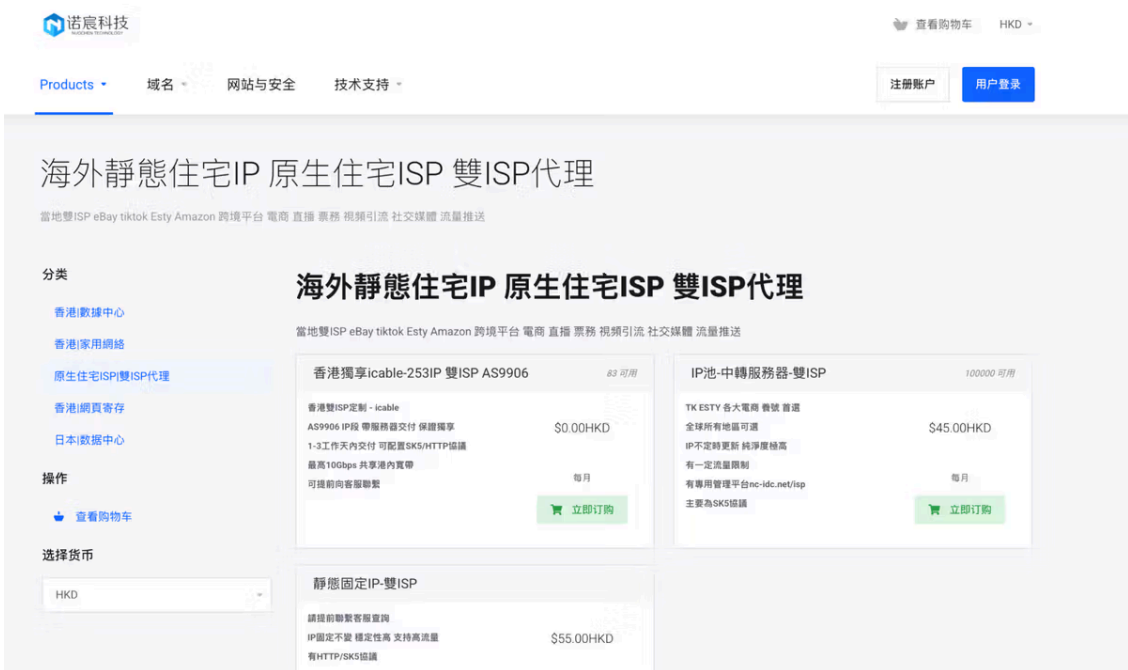 诺宸科技
NUOCHEN TECHNOLOGY
查看购物车
HKD
Products
域名
网站与安全
技术支持
注册账户
用户登录
海外靜態住宅IP 原生住宅ISP 雙ISP代理
當地雙ISP eBay tiktok Esty Amazon 跨境平台 電商 直播 票務 視頻引流 社交媒體 流量推送
分类
香港|數據中心
香港|家用網絡
原生住宅ISP|雙ISP代理
香港|網頁寄存
日本|数据中心
操作
查看购物车
选择货币
HKD
海外靜態住宅IP 原生住宅ISP 雙ISP代理
當地雙ISP eBay tiktok Esty Amazon 跨境平台 電商 直播 票務 視頻引流 社交媒體 流量推送
香港獨享icable-253IP 雙ISP AS9906
83 可用
香港雙ISP定制 - icable
AS9906 IP段 帶服務器交付 保證獨享
1-3工作天內交付 可配置SK5/HTTP協議
最高10Gbps 共享港內寬帶
可提前向客服聯繫
$0.00HKD
每月
立即订购
IP池-中轉服務器-雙ISP
100000 可用
TK ESTY 各大電商 養號 首選
全球所有地區可選
IP不定時更新 純淨度極高
有一定流量限制
有專用管理平台nc-idc.net/isp
主要為SK5協議
$45.00HKD
每月
立即订购
靜態固定IP-雙ISP
請提前聯繫客服查詢
IP固定不變 穩定性高 支持高流量
有HTTP/SK5協議
$55.00HKD